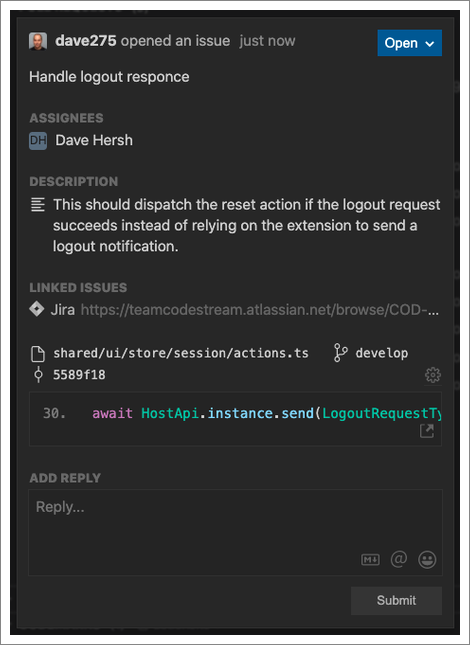 dave275 opened an issue just now
Open
Handle logout responce
ASSIGNEES
DH Dave Hersh
DESCRIPTION
This should dispatch the reset action if the logout request
succeeds instead of relying on the extension to send a
logout notification.
LINKED ISSUES
Jira https://teamcodestream.atlassian.net/browse/COD-...
shared/ui/store/session/actions.ts develop
5589f18
30. await HostApi.instance.send(LogoutRequestTy
ADD REPLY
Reply...
M↓ @
Submit